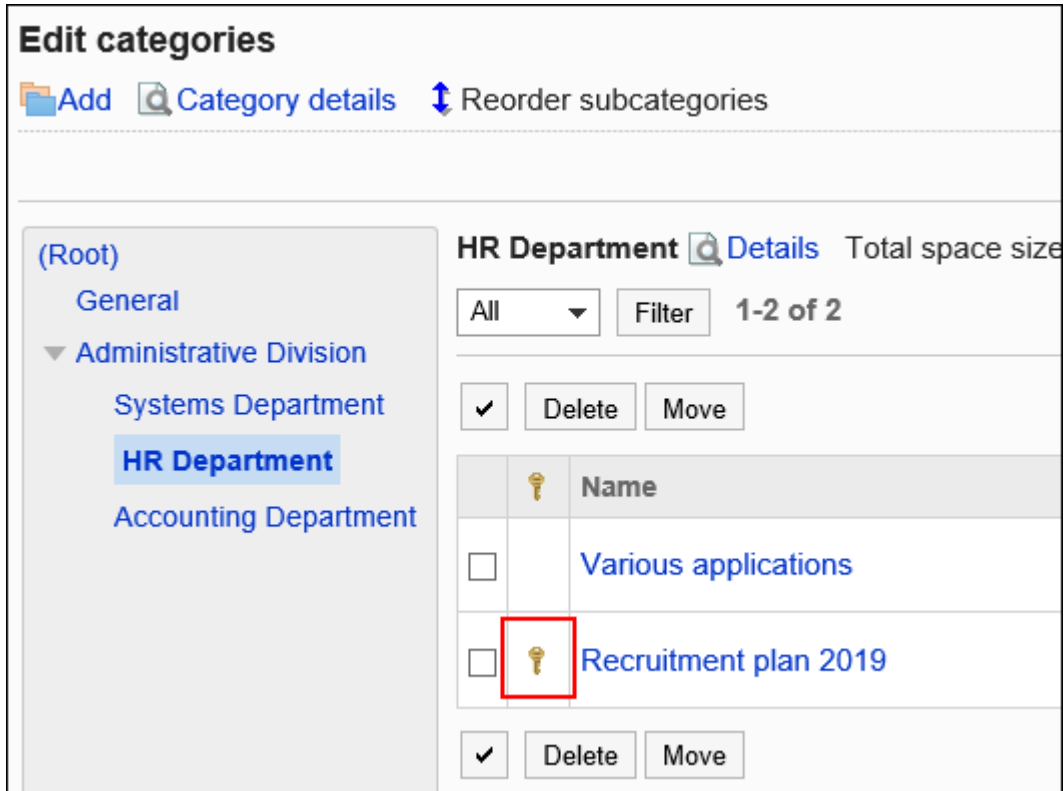 Edit categories
Add Category details Reorder subcategories
(Root)
General
Administrative Division
Systems Department
HR Department
Accounting Department
HR Department Details Total space size
All Filter 1-2 of 2
Delete Move
Name
Various applications
Recruitment plan 2019
Delete Move